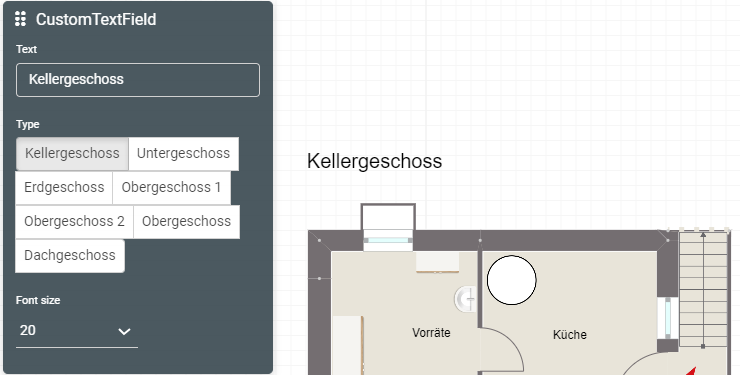 CustomTextField
Text
Kellergeschoss
Type
Kellergeschoss Untergeschoss
Erdgeschoss Obergeschoss 1
Obergeschoss 2 Obergeschoss
Dachgeschoss
Font size
20
Kellergeschoss
Vorräte
Küche